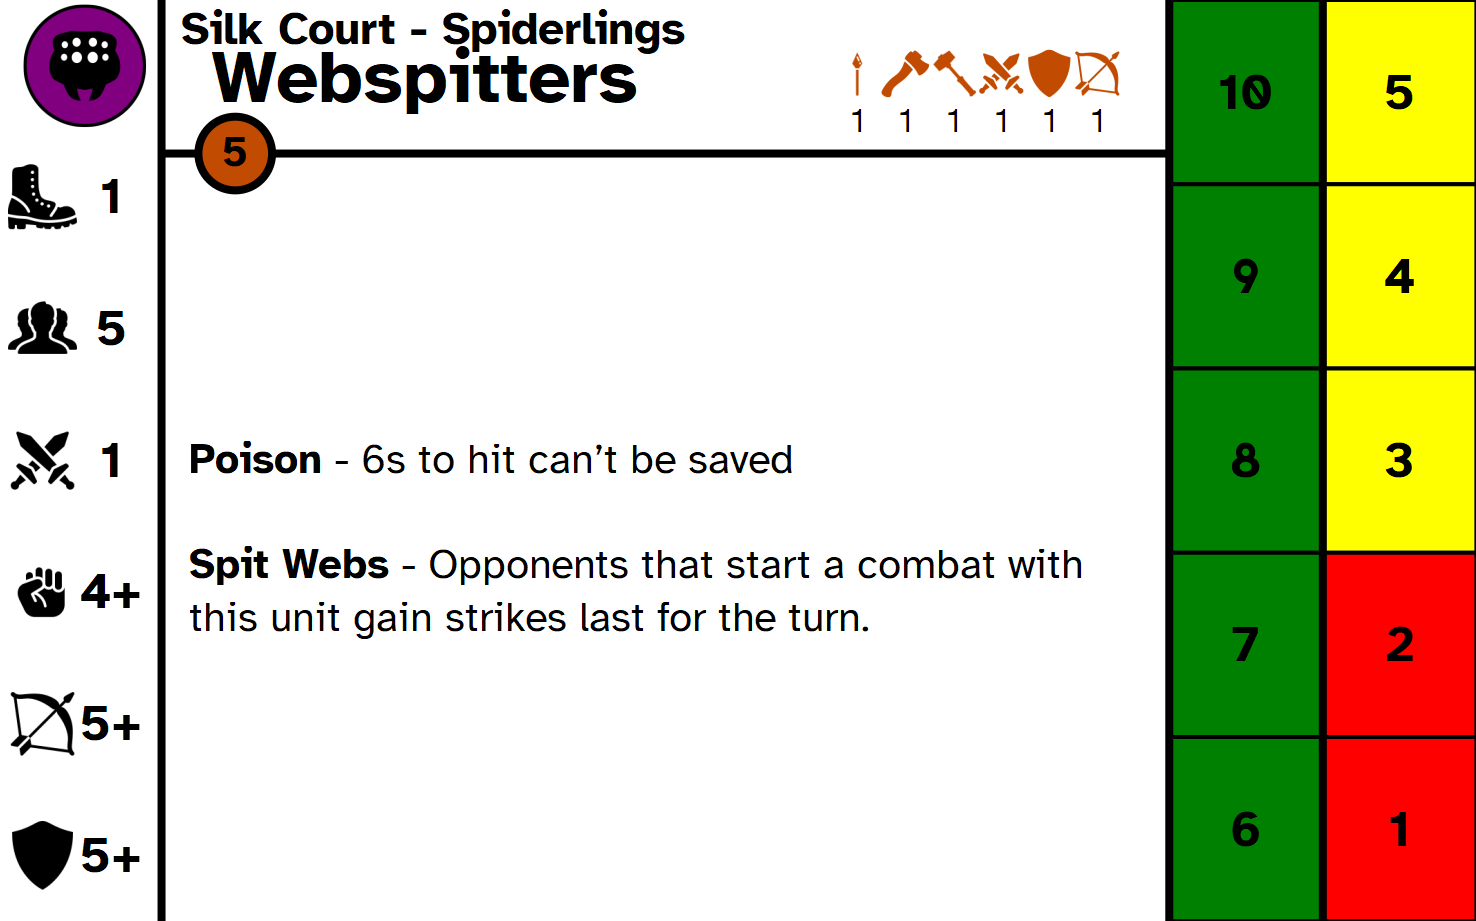 Silk Court - Spiderlings
Webspitters
1 1 1 1 1 1
5
1
5
1
4+
5+
5+
Poison - 6s to hit can’t be saved
Spit Webs - Opponents that start a combat with
this unit gain strikes last for the turn.
10 5
9 4
8 3
7 2
6 1